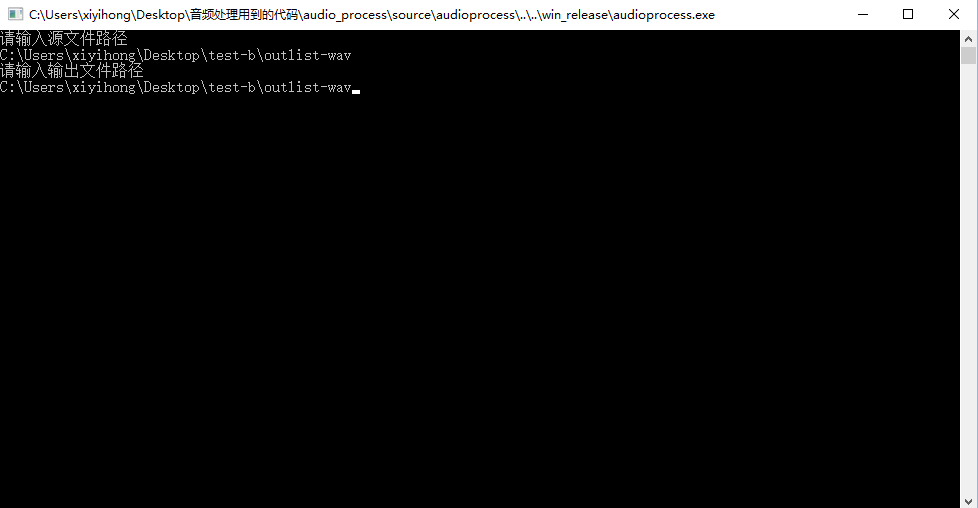 C:\Users\xiyihong\Desktop\音频处理用到的代码\audio_process\source\audioprocess\..\..\win_release\audioprocess.exe
请输入源文件路径
C:\Users\xiyihong\Desktop\test-b\outlist-wav
请输入输出文件路径
C:\Users\xiyihong\Desktop\test-b\outlist-wav